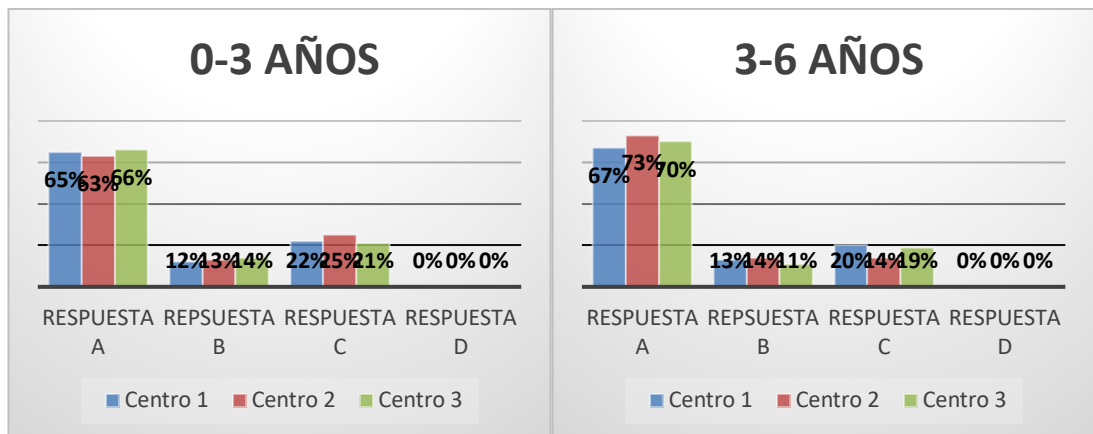 0-3 AÑOS
65% 63% 66%
12% 13% 14%
22% 25% 21%
0% 0% 0%
RESPUESTA A
REPSUESTA B
RESPUESTA C
RESPUESTA D
Centro 1 Centro 2 Centro 3
3-6 AÑOS
67% 73% 70%
13% 14% 11%
20% 14% 19%
0% 0% 0%
RESPUESTA A
REPSUESTA B
RESPUESTA C
RESPUESTA D
Centro 1 Centro 2 Centro 3